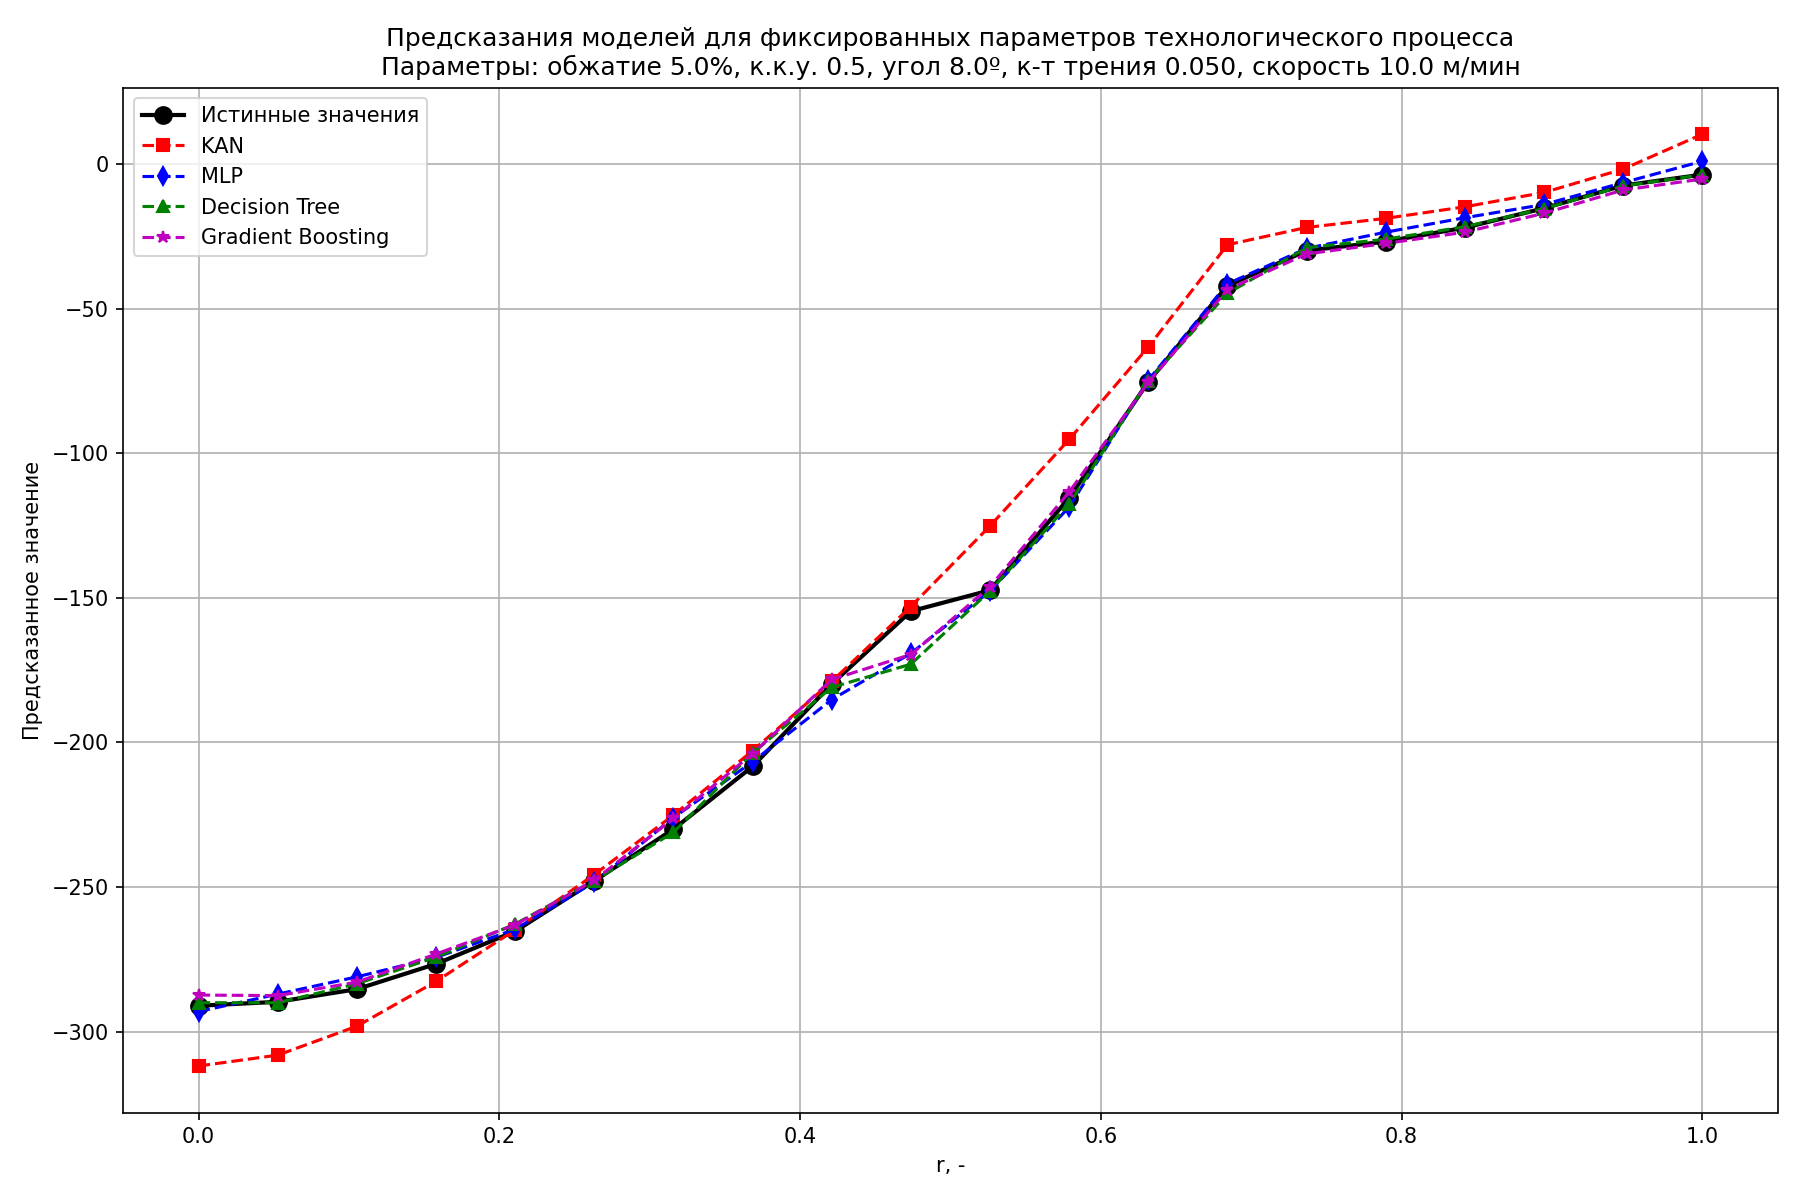 Предсказания моделей для фиксированных параметров технологического процесса
Параметры: обжатие 5.0%, к.к.у. 0.5, угол 8.0º, к-т трения 0.050, скорость 10.0 м/мин
Истинные значения
KAN
MLP
Decision Tree
Gradient Boosting
Предсказанное значение
0
−50
−100
−150
−200
−250
−300
0.0
0.2
0.4
0.6
0.8
1.0
r, -